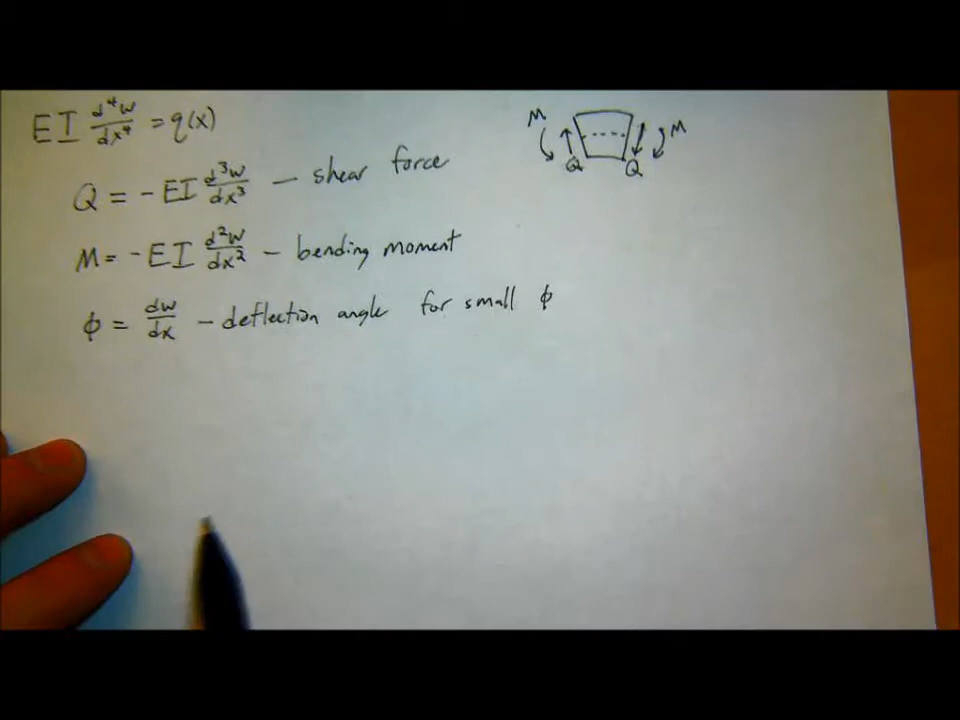 EI d⁴w/dx⁴ = q(x)
Q = -EI d³w/dx³ — shear force
M = -EI d²w/dx² — bending moment
ϕ = dw/dx — deflection angle for small ϕ
M Q Q M